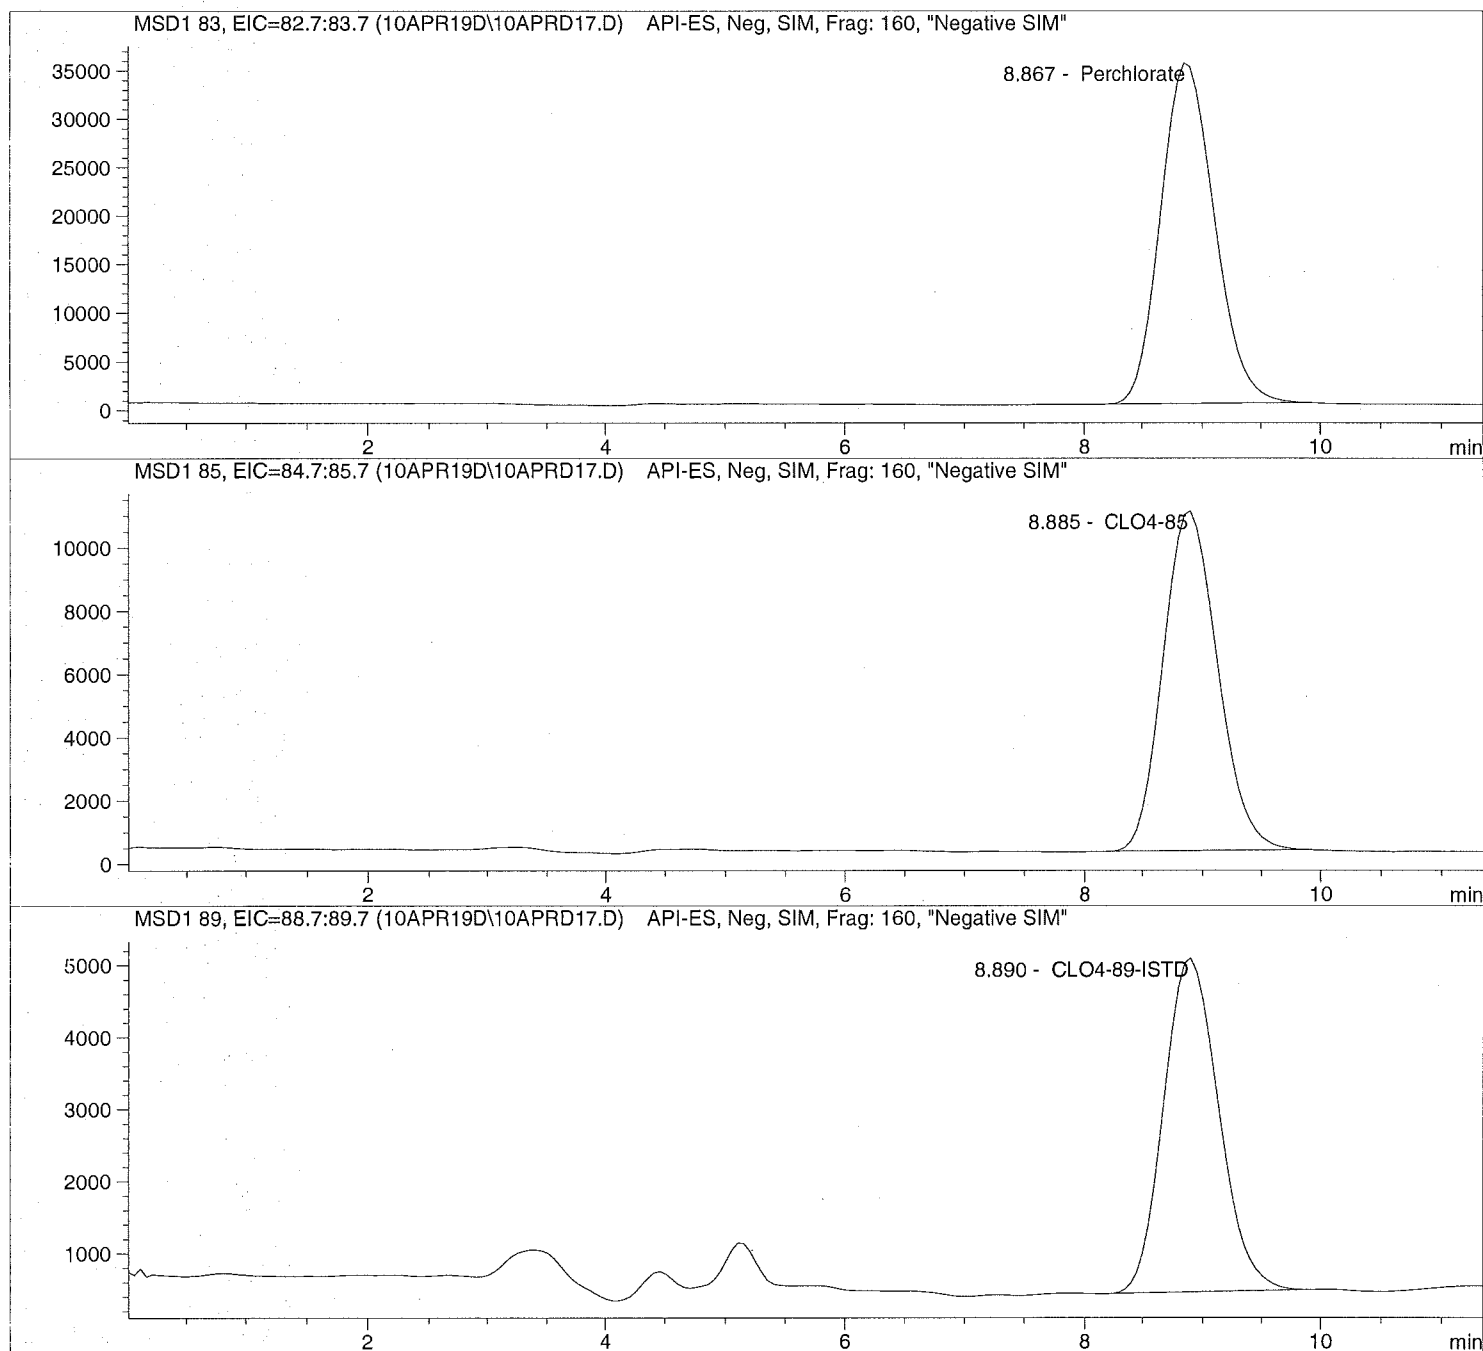 MSD1 83, EIC=82.7:83.7 (10APR19D\10APRD17.D) API-ES, Neg, SIM, Frag: 160, "Negative SIM"
35000
8.867 - Perchlorate
30000
25000
20000
15000
10000
5000
0
2 4 6 8 10 min
MSD1 85, EIC=84.7:85.7 (10APR19D\10APRD17.D) API-ES, Neg, SIM, Frag: 160, "Negative SIM"
8.885 - CLO4-85
10000
8000
6000
4000
2000
0
2 4 6 8 10 min
MSD1 89, EIC=88.7:89.7 (10APR19D\10APRD17.D) API-ES, Neg, SIM, Frag: 160, "Negative SIM"
5000
8.890 - CLO4-89-ISTD
4000
3000
2000
1000
2 4 6 8 10 min